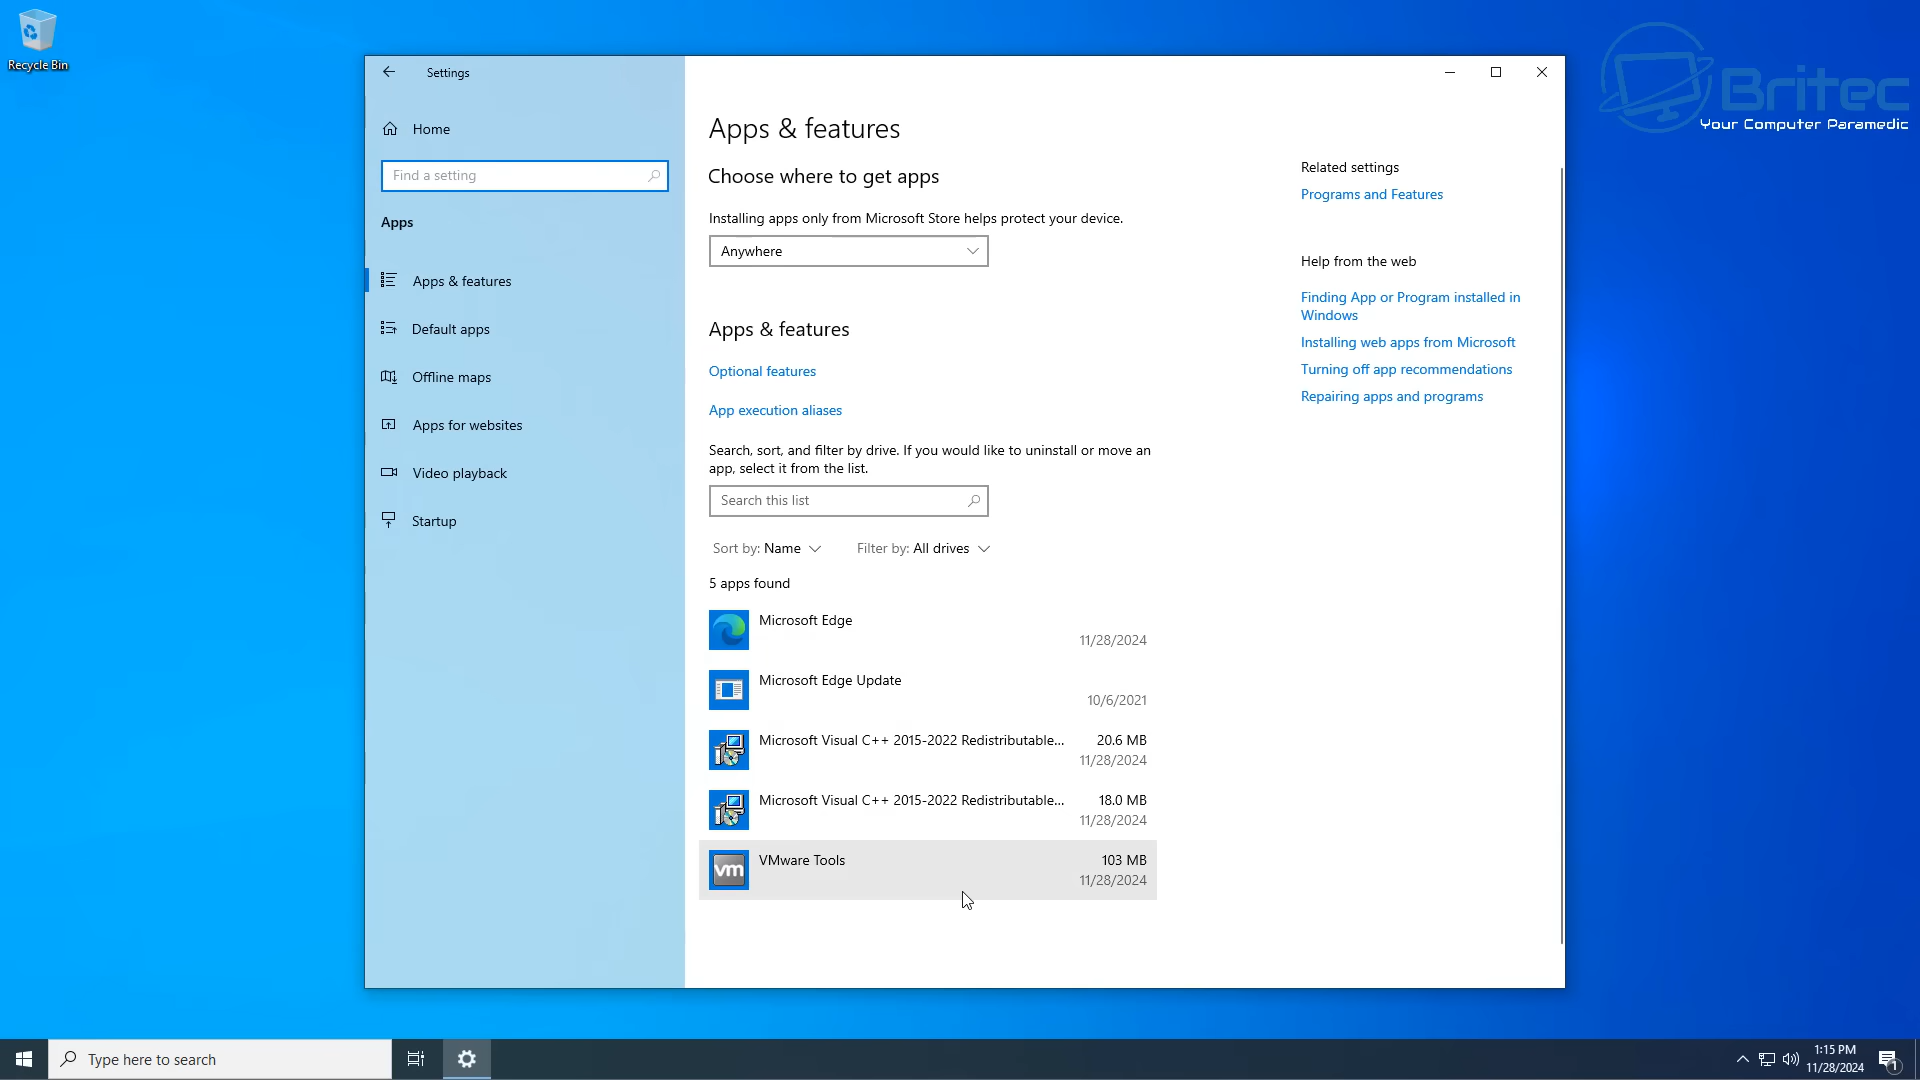 Recycle Bin
Settings
Home
Find a setting
Apps
Apps & features
Default apps
Offline maps
Apps for websites
Video playback
Startup
Apps & features
Choose where to get apps
Installing apps only from Microsoft Store helps protect your device.
Anywhere
Apps & features
Optional features
App execution aliases
Search, sort, and filter by drive. If you would like to uninstall or move an
app, select it from the list.
Search this list
Sort by: Name Filter by: All drives
5 apps found
Microsoft Edge
11/28/2024
Microsoft Edge Update
10/6/2021
Microsoft Visual C++ 2015-2022 Redistributable... 20.6 MB
11/28/2024
Microsoft Visual C++ 2015-2022 Redistributable... 18.0 MB
11/28/2024
vm
VMware Tools 103 MB
11/28/2024
Related settings
Programs and Features
Help from the web
Finding App or Program installed in
Windows
Installing web apps from Microsoft
Turning off app recommendations
Repairing apps and programs
Britec
Your Computer Paramedic
Type here to search
1:15 PM
11/28/2024
1